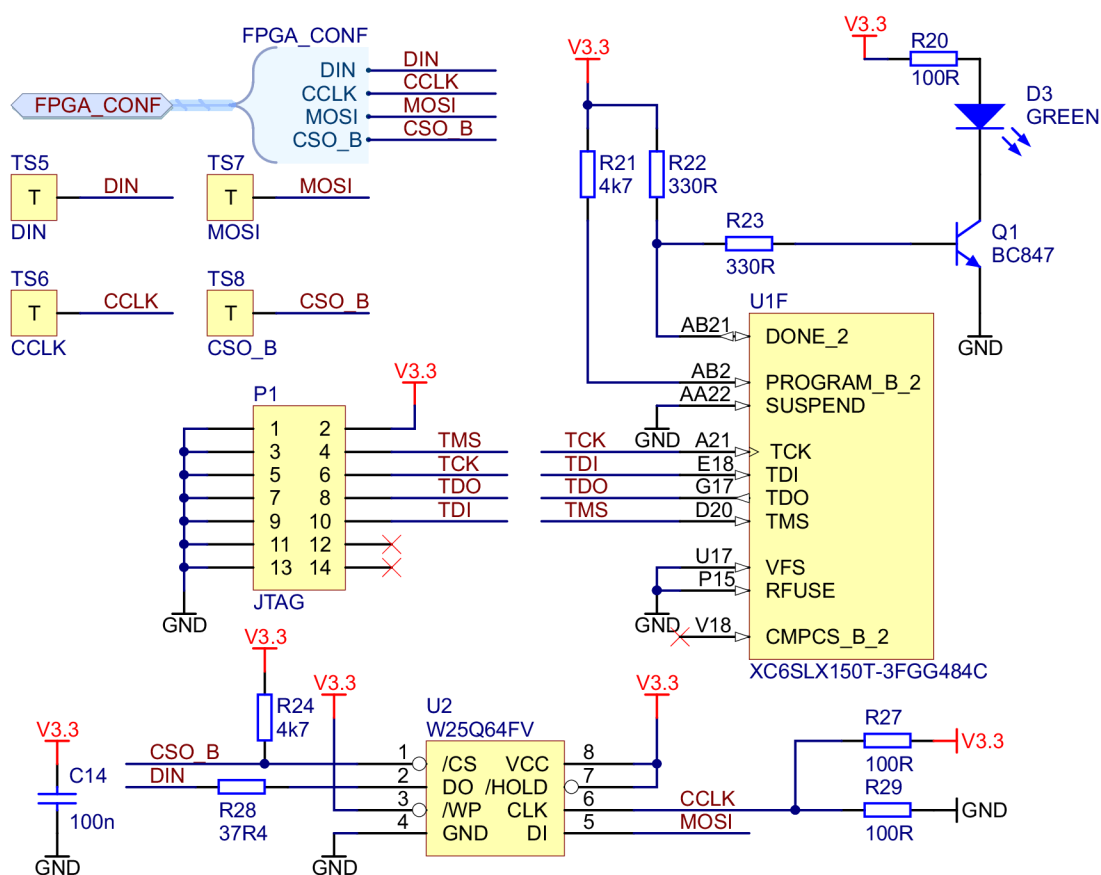 FPGA_CONF
FPGA_CONF
DIN DIN
CCLK CCLK
MOSI MOSI
CSO_B CSO_B
TS5
T DIN
DIN
TS7
T MOSI
MOSI
TS6
T CCLK
CCLK
TS8
T CSO_B
CSO_B
V3.3
R21
4k7
R22
330R
R23
330R
V3.3
R20
100R
D3
GREEN
Q1
BC847
GND
U1F
AB21 DONE_2
AB2 PROGRAM_B_2
AA22 SUSPEND
GND
TCK A21 TCK
TDI E18 TDI
TDO G17 TDO
TMS D20 TMS
U17 VFS
P15 RFUSE
GND
V18 CMPCS_B_2
XC6SLX150T-3FGG484C
V3.3
P1
1 2
3 4 TMS
5 6 TCK
7 8 TDO
9 10 TDI
11 12
13 14
JTAG
GND
V3.3
C14
100n
GND
V3.3
R24
4k7
CSO_B
DIN
R28
37R4
V3.3
GND
U2
W25Q64FV
1 /CS VCC 8
2 DO /HOLD 7
3 /WP CLK 6
4 GND DI 5
V3.3
CCLK
MOSI
R27
100R
V3.3
R29
100R
GND